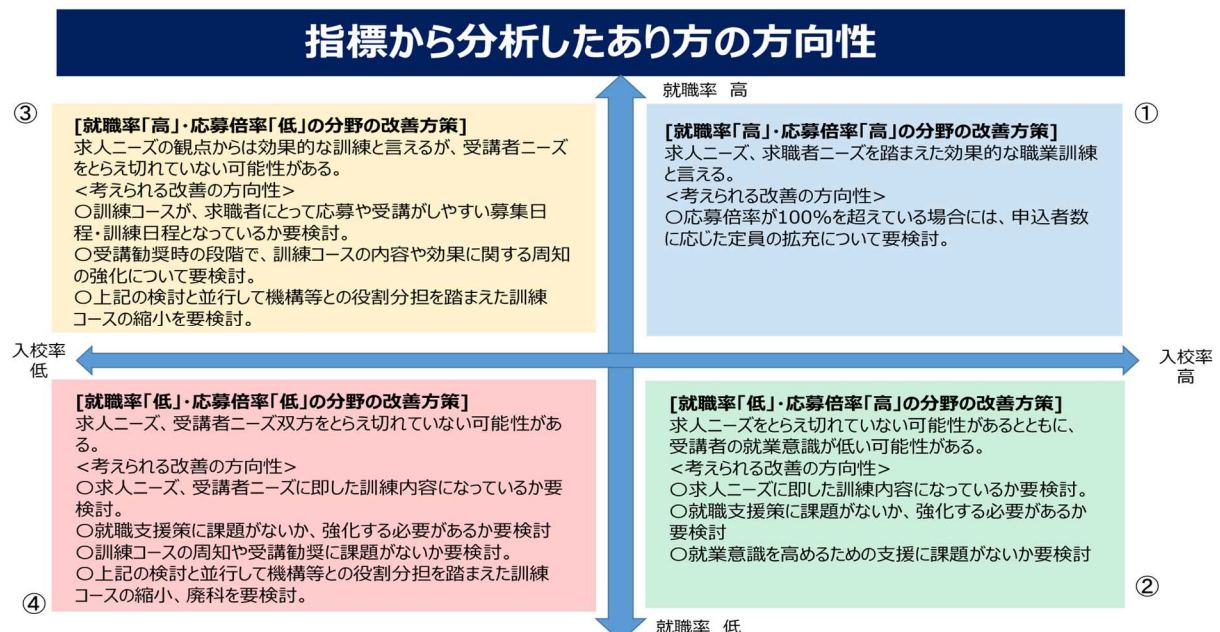 指標から分析したあり方の方向性
就職率 高
③
[就職率「高」・応募倍率「低」の分野の改善方策]
求人ニーズの観点からは効果的な訓練と言えるが、受講者ニーズ
をとらえ切れていない可能性がある。
<考えられる改善の方向性>
〇訓練コースが、求職者にとって応募や受講がしやすい募集日
程・訓練日程となっているか要検討。
〇受講勧奨時の段階で、訓練コースの内容や効果に関する周知
の強化について要検討。
〇上記の検討と並行して機構等との役割分担を踏まえた訓練
コースの縮小を要検討。
①
[就職率「高」・応募倍率「高」の分野の改善方策]
求人ニーズ、求職者ニーズを踏まえた効果的な職業訓練
と言える。
<考えられる改善の方向性>
〇応募倍率が100%を超えている場合には、申込者数
に応じた定員の拡充について要検討。
入校率
低
入校率
高
[就職率「低」・応募倍率「低」の分野の改善方策]
求人ニーズ、受講者ニーズ双方をとらえ切れていない可能性があ
る。
<考えられる改善の方向性>
〇求人ニーズ、受講者ニーズに即した訓練内容になっているか要
検討。
〇就職支援策に課題がないか、強化する必要があるか要検討
〇訓練コースの周知や受講勧奨に課題がないか要検討。
〇上記の検討と並行して機構等との役割分担を踏まえた訓練
コースの縮小、廃科を要検討。
④
[就職率「低」・応募倍率「高」の分野の改善方策]
求人ニーズをとらえ切れていない可能性があるとともに、
受講者の就業意識が低い可能性がある。
<考えられる改善の方向性>
〇求人ニーズに即した訓練内容になっているか要検討。
〇就職支援策に課題がないか、強化する必要があるか
要検討
〇就業意識を高めるための支援に課題がないか要検討
②
就職率 低